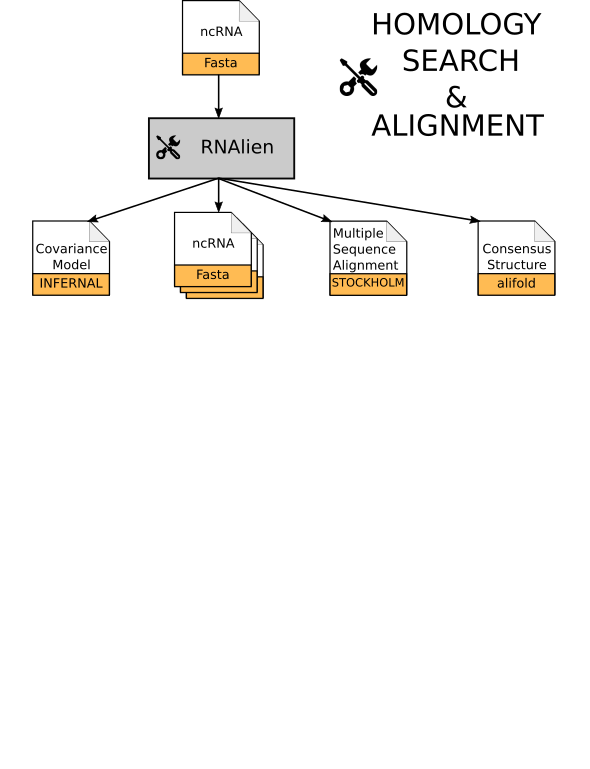 ncRNA
Fasta
HOMOLOGY
SEARCH
&
ALIGNMENT
RNAlien
Covariance
Model
INFERNAL
ncRNA
Fasta
Multiple
Sequence
Alignment
STOCKHOLM
Consensus
Structure
alifold